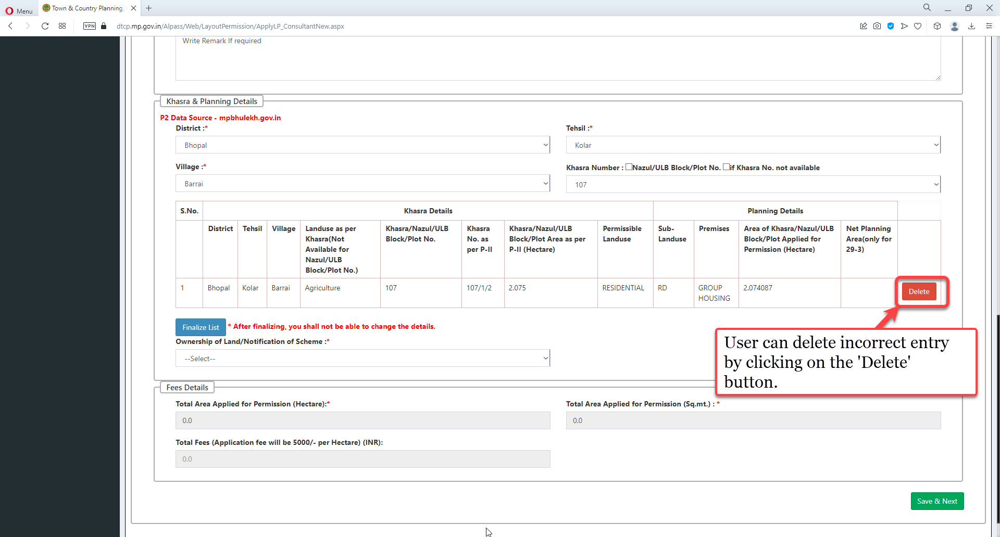 Menu
Town & Country Planning,
VPN
dtcp.mp.gov.in/Alpass/Web/LayoutPermission/ApplyLP_ConsultantNew.aspx
Write Remark If required
Khasra & Planning Details
P2 Data Source - mpbhulekh.gov.in
District :*
Tehsil :*
Bhopal
Kolar
Village :*
Khasra Number : Nazul/ULB Block/Plot No. if Khasra No. not available
Barrai
107
S.No.
Khasra Details
Planning Details
District
Tehsil
Village
Landuse as per
Khasra(Not
Available for
Nazul/ULB
Block/Plot No.)
Khasra/Nazul/ULB
Block/Plot No.
Khasra
No. as
per P-II
Khasra/Nazul/ULB
Block/Plot Area as per
P-II (Hectare)
Permissible
Landuse
Sub-
Landuse
Premises
Area of Khasra/Nazul/ULB
Block/Plot Applied for
Permission (Hectare)
Net Planning
Area(only for
29-3)
1
Bhopal
Kolar
Barrai
Agriculture
107
107/1/2
2.075
RESIDENTIAL
RD
GROUP
HOUSING
2.074087
Delete
Finalize List
* After finalizing, you shall not be able to change the details.
Ownership of Land/Notification of Scheme :*
--Select--
User can delete incorrect entry
by clicking on the 'Delete'
button.
Fees Details
Total Area Applied for Permission (Hectare):*
Total Area Applied for Permission (Sq.mt.) : *
0.0
0.0
Total Fees (Application fee will be 5000/- per Hectare) (INR):
0.0
Save & Next